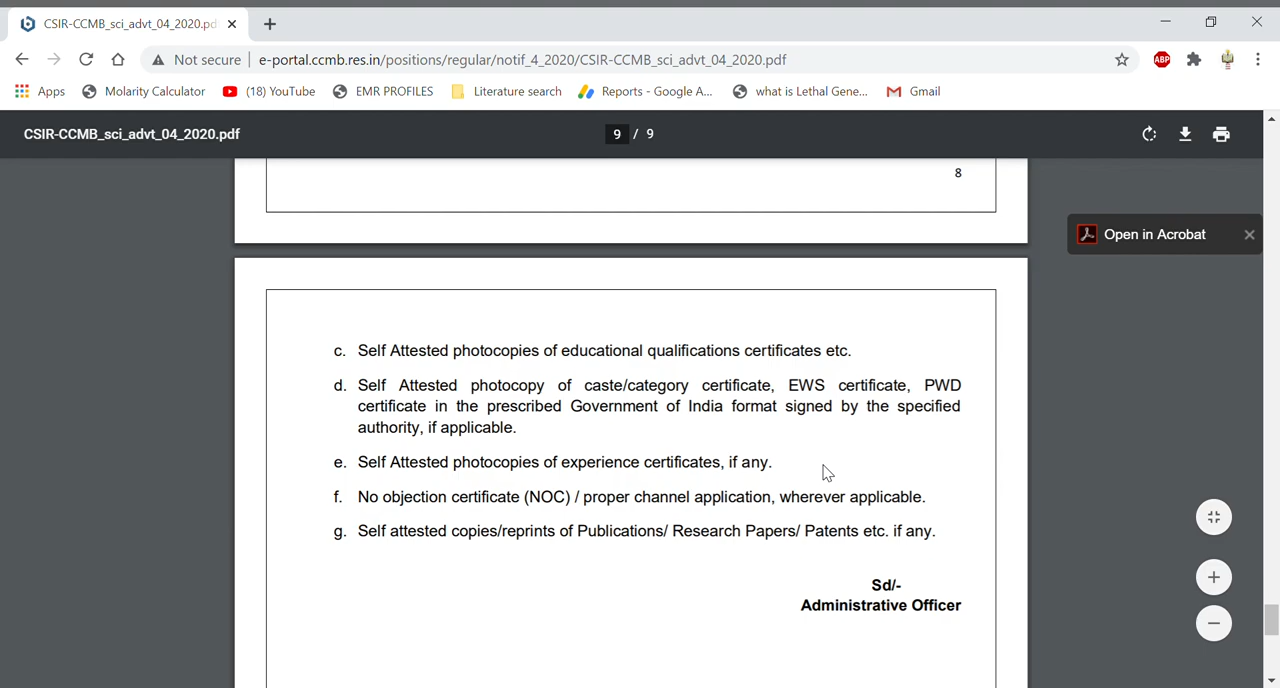 CSIR-CCMB_sci_advt_04_2020.pd
Not secure | e-portal.ccmb.res.in/positions/regular/notif_4_2020/CSIR-CCMB_sci_advt_04_2020.pdf
ABP
Apps Molarity Calculator (18) YouTube EMR PROFILES Literature search Reports - Google A... what is Lethal Gene... Gmail
CSIR-CCMB_sci_advt_04_2020.pdf 9 / 9
8
Open in Acrobat
c. Self Attested photocopies of educational qualifications certificates etc.
d. Self Attested photocopy of caste/category certificate, EWS certificate, PWD
certificate in the prescribed Government of India format signed by the specified
authority, if applicable.
e. Self Attested photocopies of experience certificates, if any.
f. No objection certificate (NOC) / proper channel application, wherever applicable.
g. Self attested copies/reprints of Publications/ Research Papers/ Patents etc. if any.
Sd/-
Administrative Officer